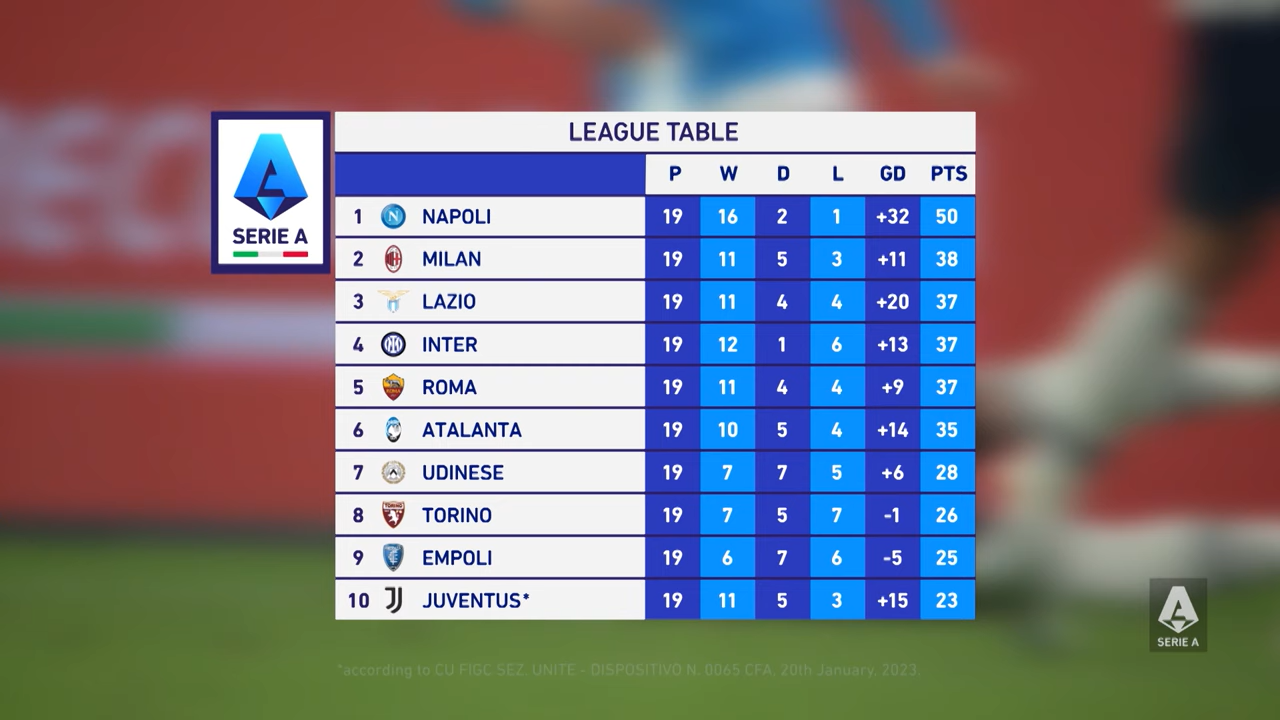 LEAGUE TABLE
P W D L GD PTS
SERIE A
1 NAPOLI 19 16 2 1 +32 50
2 MILAN 19 11 5 3 +11 38
3 LAZIO 19 11 4 4 +20 37
4 INTER 19 12 1 6 +13 37
5 ROMA 19 11 4 4 +9 37
6 ATALANTA 19 10 5 4 +14 35
7 UDINESE 19 7 7 5 +6 28
8 TORINO 19 7 5 7 -1 26
9 EMPOLI 19 6 7 6 -5 25
10 JUVENTUS* 19 11 5 3 +15 23
SERIE A
*according to CU FIGC SEZ. UNITE - DISPOSITIVO N. 0065 CFA, 20th January, 2023.